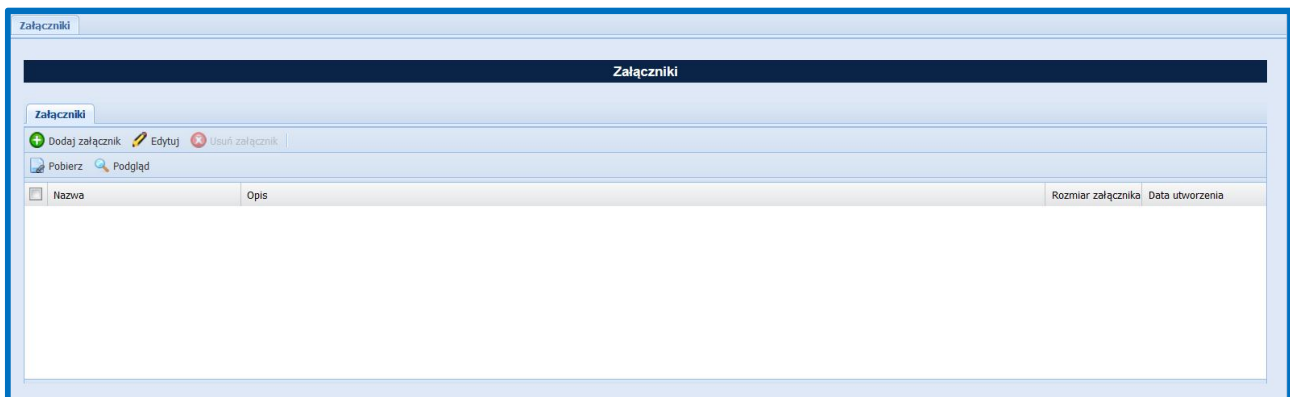 Załączniki
Załączniki
Załączniki
Dodaj załącznik Edytuj Usuń załącznik
Pobierz Podgląd
Nazwa Opis Rozmiar załącznika Data utworzenia